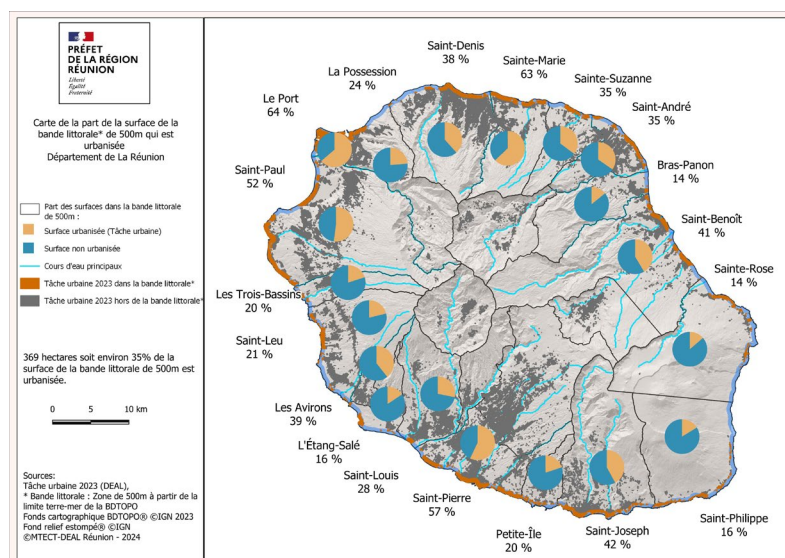 PRÉFET
DE LA RÉGION
RÉUNION
Liberté
Égalité
Fraternité
Carte de la part de la surface de la
bande littorale* de 500m qui est
urbanisée
Département de La Réunion
Part des surfaces dans la bande littorale
de 500m :
Surface urbanisée (Tâche urbaine)
Surface non urbanisée
Cours d'eau principaux
Tâche urbaine 2023 dans la bande littorale*
Tâche urbaine 2023 hors de la bande littorale*
369 hectares soit environ 35% de la
surface de la bande littorale de 500m est
urbanisée.
0 5 10 km
Sources:
Tâche urbaine 2023 (DEAL),
* Bande littorale : Zone de 500m à partir de la
limite terre-mer de la BDTOPO
Fonds cartographique BDTOPO® ©IGN 2023
Fond relief estompé® ©IGN
©MTECT-DEAL Réunion - 2024
Saint-Denis
38 %
Sainte-Marie
63 %
La Possession
24 %
Sainte-Suzanne
35 %
Le Port
64 %
Saint-André
35 %
Saint-Paul
52 %
Bras-Panon
14 %
Saint-Benoît
41 %
Sainte-Rose
14 %
Les Trois-Bassins
20 %
Saint-Leu
21 %
Les Avirons
39 %
L'Étang-Salé
16 %
Saint-Louis
28 %
Saint-Pierre
57 %
Petite-Île
20 %
Saint-Joseph
42 %
Saint-Philippe
16 %